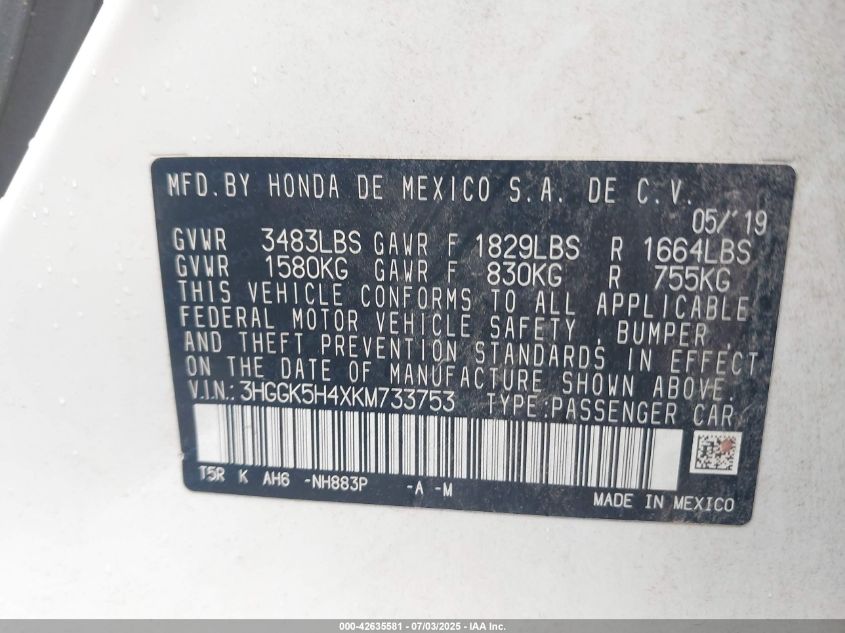 MFD.BY HONDA DE MEXICO S.A. DE C.V.
05/'19
GVWR 3483LBS GAWR F 1829LBS R 1664LBS
GVWR 1580KG GAWR F 830KG R 755KG
THIS VEHICLE CONFORMS TO ALL APPLICABLE
FEDERAL MOTOR VEHICLE SAFETY, BUMPER,
AND THEFT PREVENTION STANDARDS IN EFFECT
ON THE DATE OF MANUFACTURE SHOWN ABOVE.
V.I.N.: 3HGGK5H4XKM733753 TYPE:PASSENGER CAR
T5R K AH6 -NH883P -A -M
MADE IN MEXICO
000-42635581 - 07/03/2025 - IAA Inc.